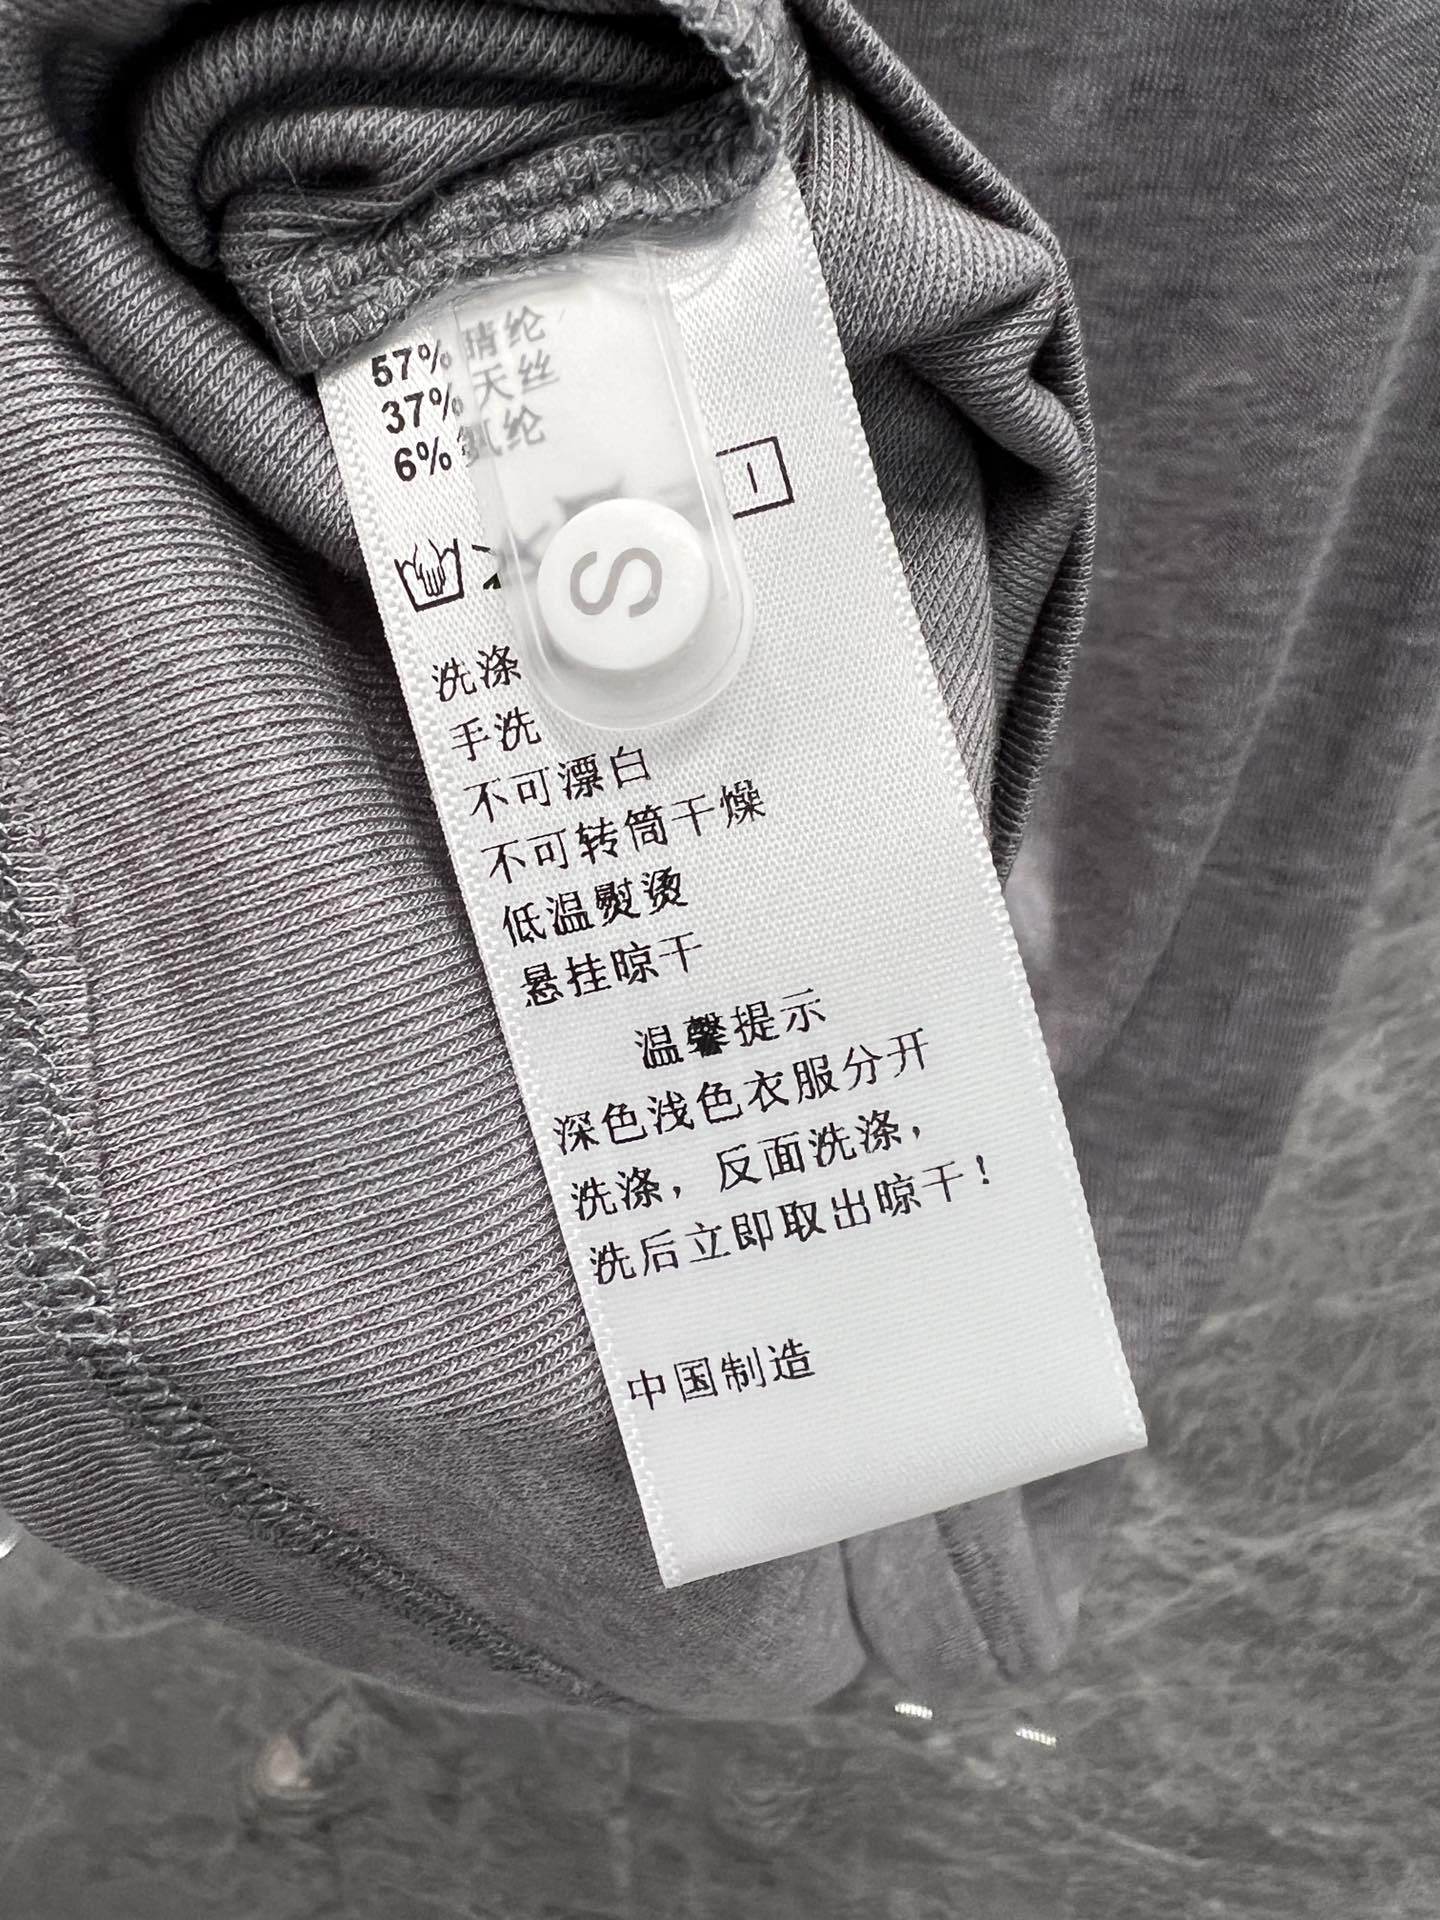 57% 晴纶
37% 天丝
6% 氨纶
S
洗涤
手洗
不可漂白
不可转筒干燥
低温熨烫
悬挂晾干
温馨提示
深色浅色衣服分开
洗涤，反面洗涤，
洗后立即取出晾干！
中国制造